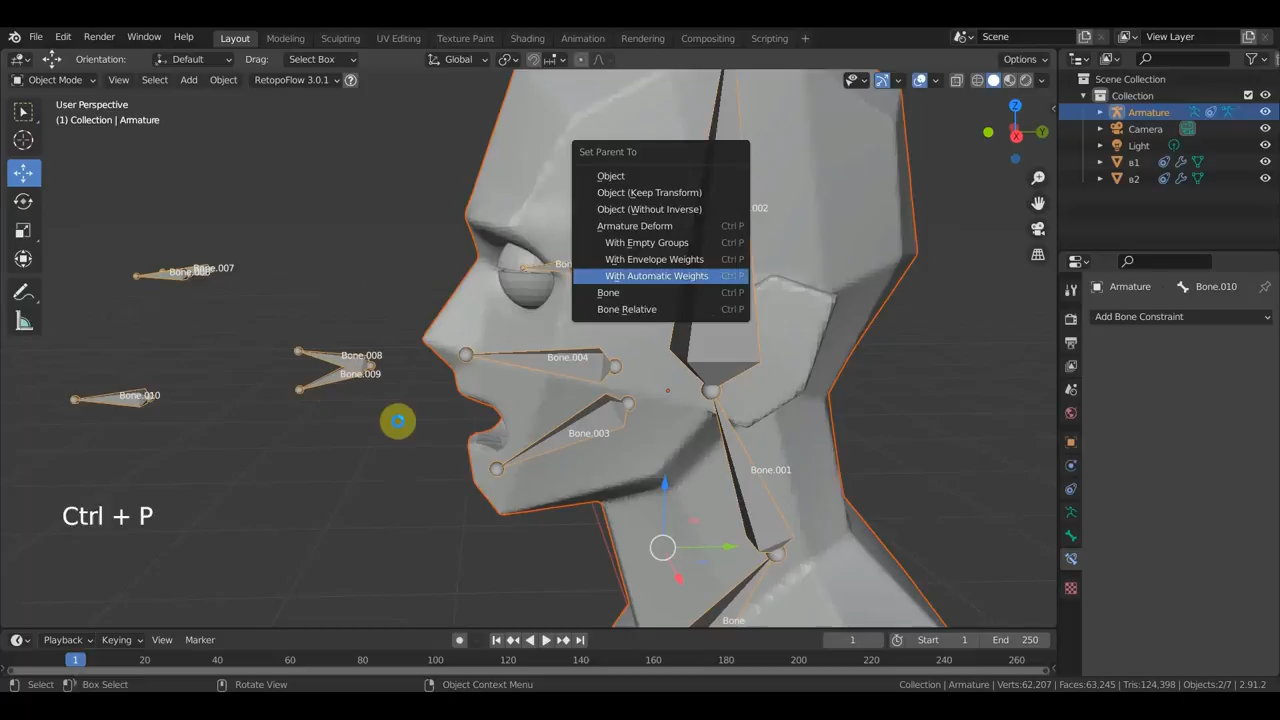 File Edit Render Window Help Layout Modeling Sculpting UV Editing Texture Paint Shading Animation Rendering Compositing Scripting + Scene View Layer
Orientation: Default Drag: Select Box Global Options
Object Mode View Select Add Object RetopoFlow 3.0.1
User Perspective
(1) Collection | Armature
Scene Collection
Collection
Armature
Camera
Light
в1
в2
Set Parent To
Object
Object (Keep Transform)
Object (Without Inverse)
Armature Deform Ctrl P
With Empty Groups Ctrl P
With Envelope Weights Ctrl P
With Automatic Weights Ctrl P
Bone Ctrl P
Bone Relative Ctrl P
.002
Bon
Bone.007
Bone.008
Bone.009
Bone.010
Bone.004
Bone.003
Bone.001
Bone
X
Y
Z
Armature Bone.010
Add Bone Constraint
Ctrl + P
Playback Keying View Marker 1 Start 1 End 250
1 20 40 60 80 100 120 140 160 180 200 220 240 260
Select Box Select Rotate View Object Context Menu Collection | Armature | Verts:62,207 | Faces:63,245 | Tris:124,398 | Objects:2/7 | 2.91.2